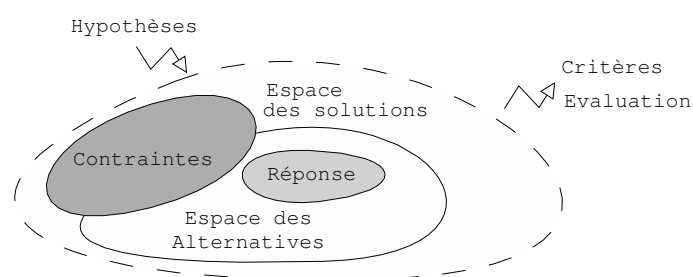 Hypothèses
Critères
Evaluation
Espace
des solutions
Contraintes
Réponse
Espace des
Alternatives